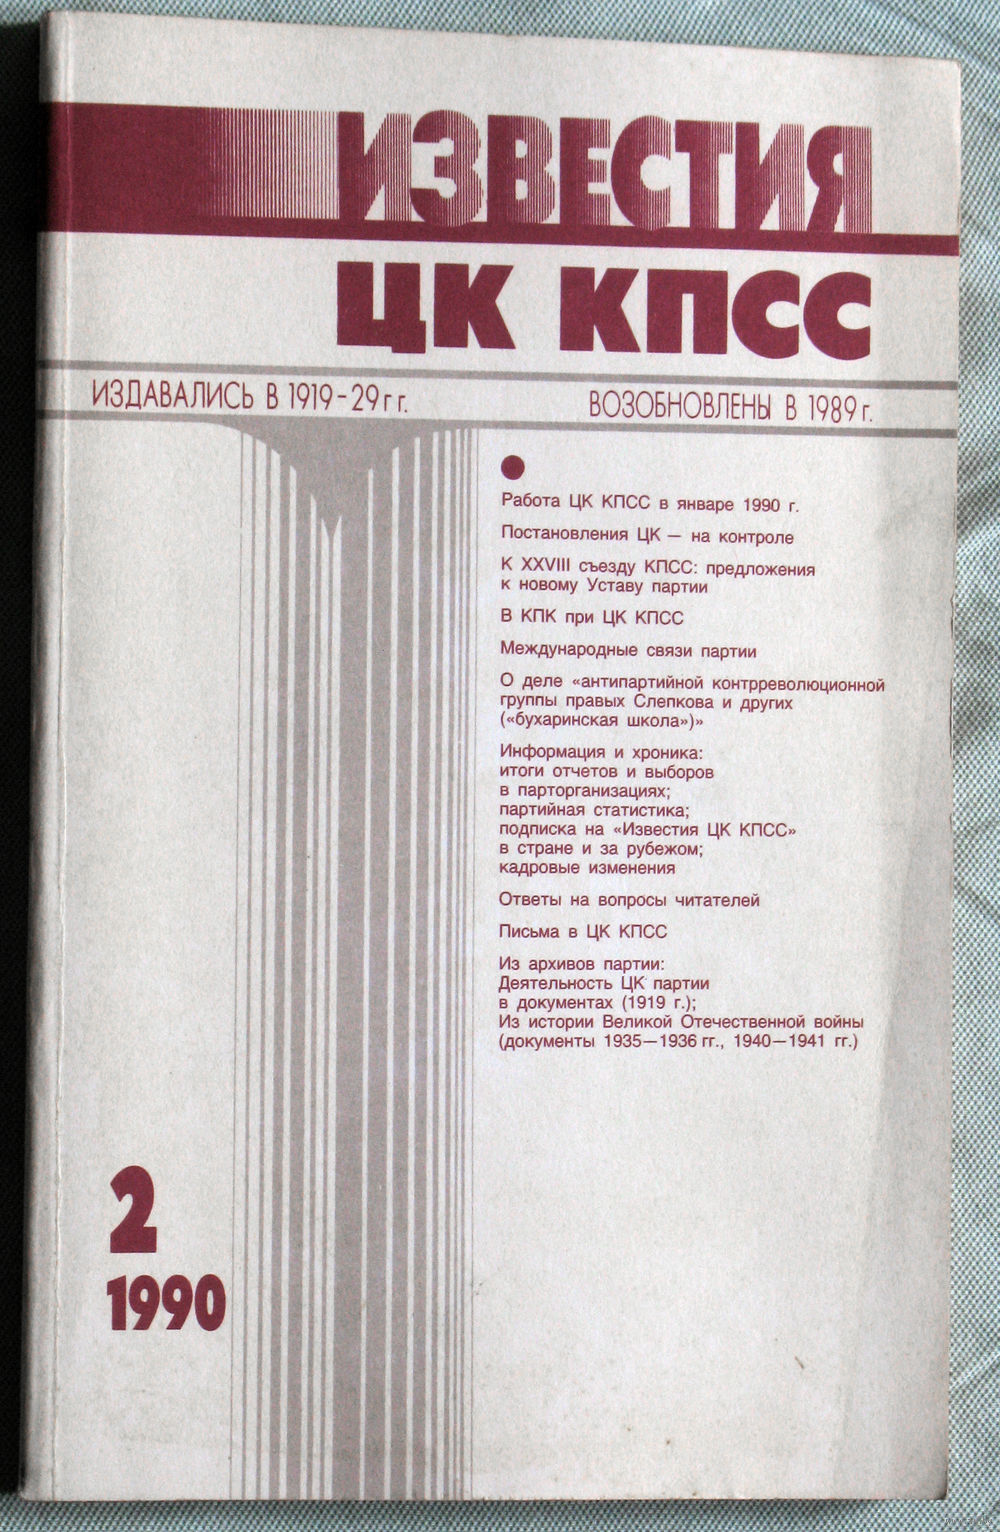 ИЗВЕСТИЯ
ЦК КПСС
ИЗДАВАЛИСЬ В 1919-29гг. ВОЗОБНОВЛЕНЫ В 1989г.
Работа ЦК КПСС в январе 1990 г.
Постановления ЦК — на контроле
К XXVIII съезду КПСС: предложения
к новому Уставу партии
В КПК при ЦК КПСС
Международные связи партии
О деле «антипартийной контрреволюционной
группы правых Слепкова и других
(«бухаринская школа»)»
Информация и хроника:
итоги отчетов и выборов
в парторганизациях;
партийная статистика;
подписка на «Известия ЦК КПСС»
в стране и за рубежом;
кадровые изменения
Ответы на вопросы читателей
Письма в ЦК КПСС
Из архивов партии:
Деятельность ЦК партии
в документах (1919 г.);
Из истории Великой Отечественной войны
(документы 1935—1936 гг., 1940—1941 гг.)
2
1990